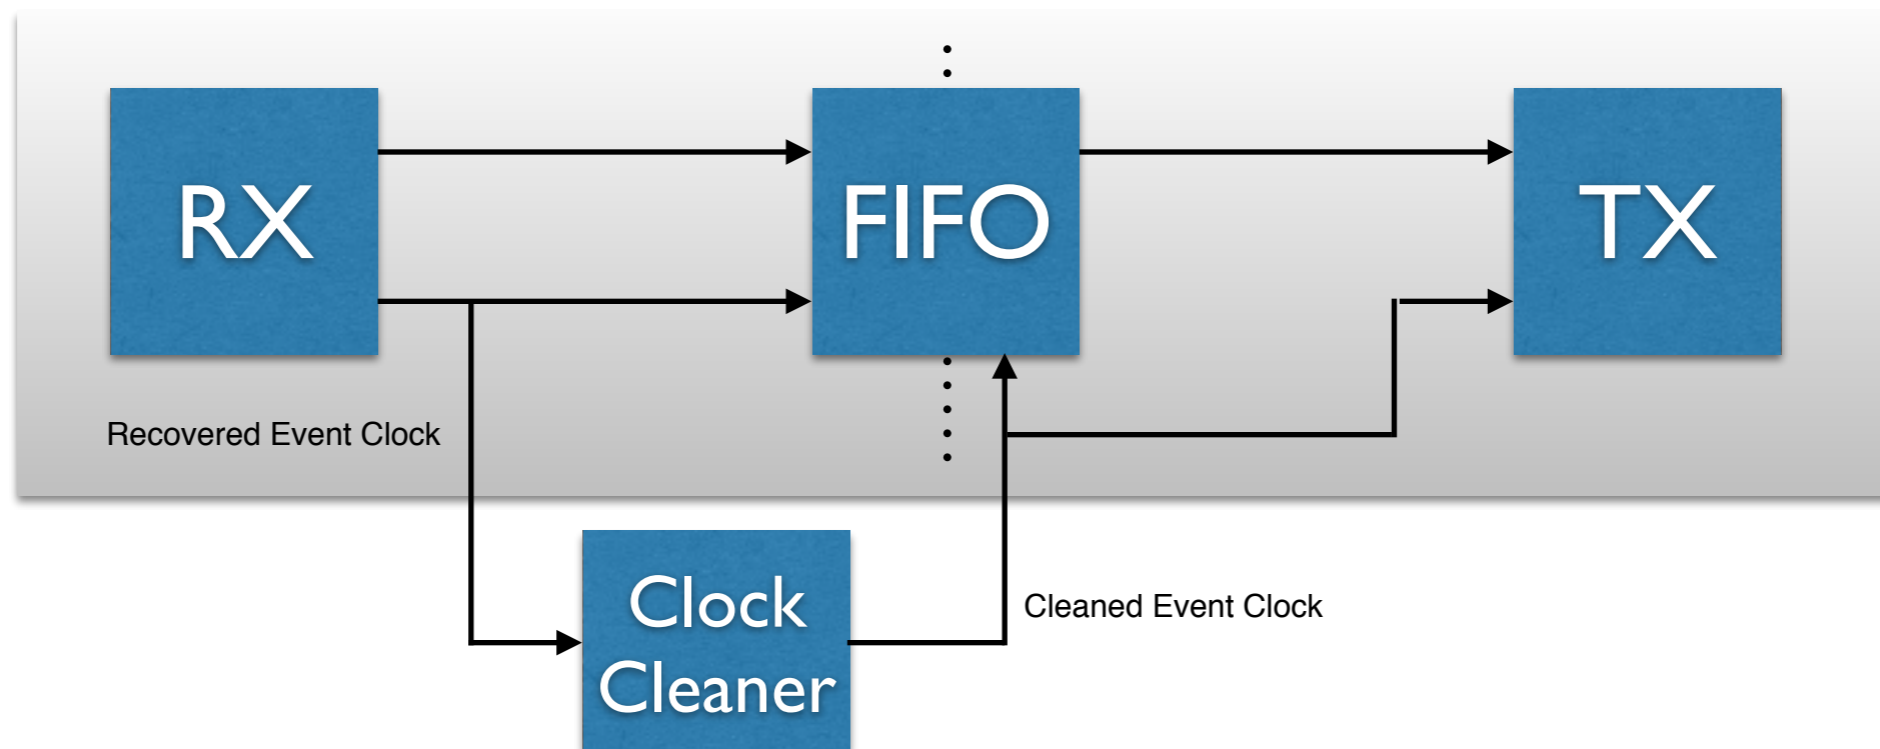 RX
FIFO
TX
Recovered Event Clock
Clock
Cleaner
Cleaned Event Clock